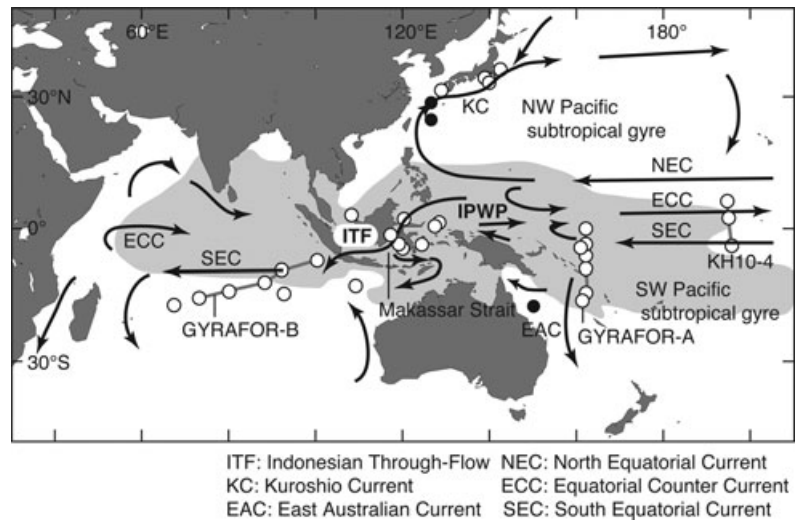 60°E 120°E 180°
30°N
KC
NW Pacific
subtropical gyre
NEC
ECC
IPWP
0°
ITF
ECC
SEC
SEC
KH10-4
Makassar Strait
SW Pacific
subtropical gyre
GYRAFOR-B
EAC
GYRAFOR-A
30°S
ITF: Indonesian Through-Flow NEC: North Equatorial Current
KC: Kuroshio Current ECC: Equatorial Counter Current
EAC: East Australian Current SEC: South Equatorial Current